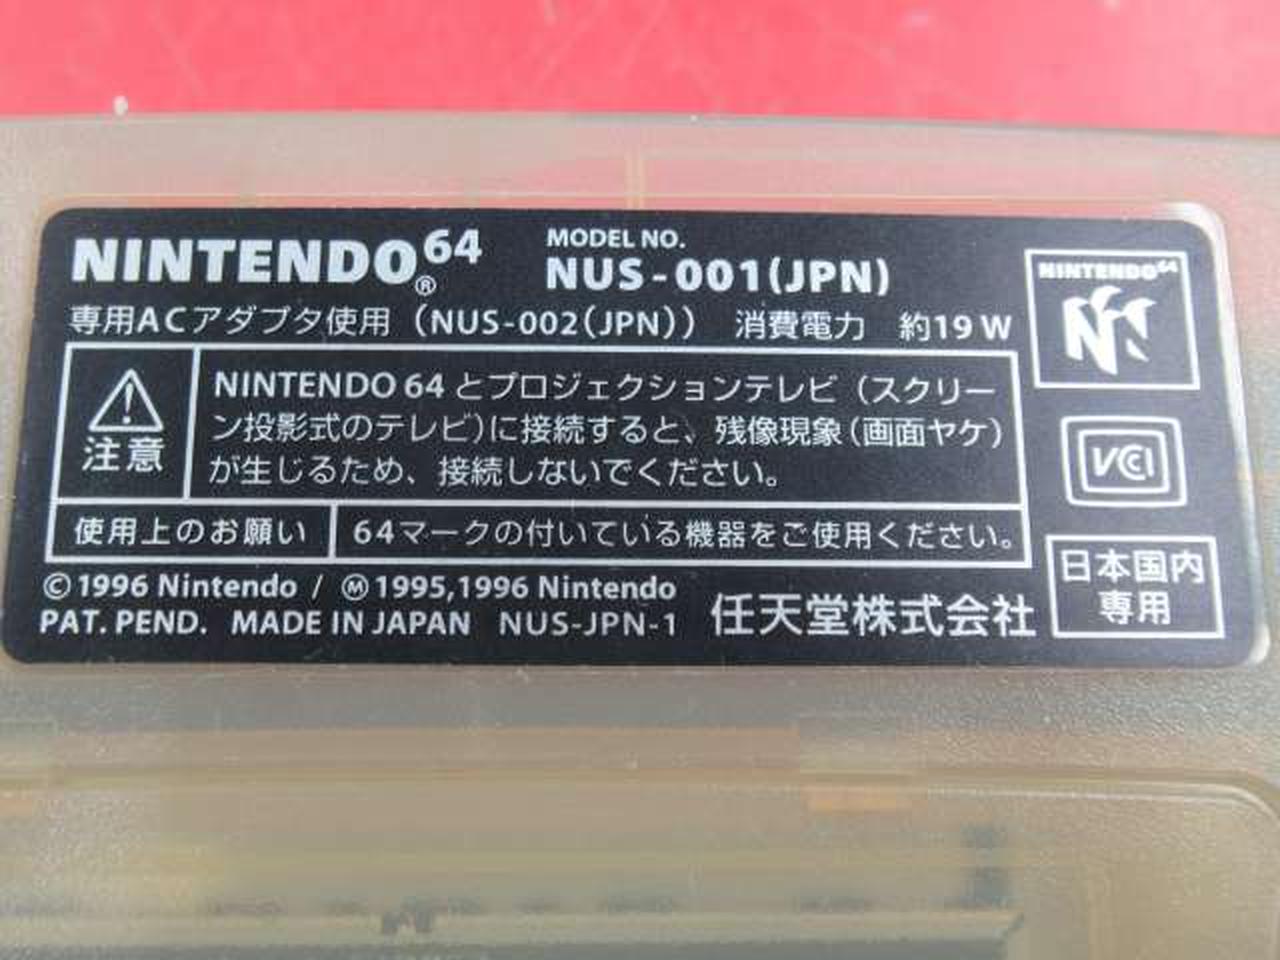 NINTENDO64®
MODEL NO.
NUS-001(JPN)
専用ACアダプタ使用（NUS-002(JPN)） 消費電力 約19W
注意
NINTENDO 64 とプロジェクションテレビ（スクリー
ン投影式のテレビ）に接続すると、残像現象（画面ヤケ）
が生じるため、接続しないでください。
使用上のお願い
64マークの付いている機器をご使用ください。
©1996 Nintendo / Ⓜ1995,1996 Nintendo
PAT. PEND. MADE IN JAPAN NUS-JPN-1
任天堂株式会社
NINTENDO64
N
VCCI
日本国内
専用